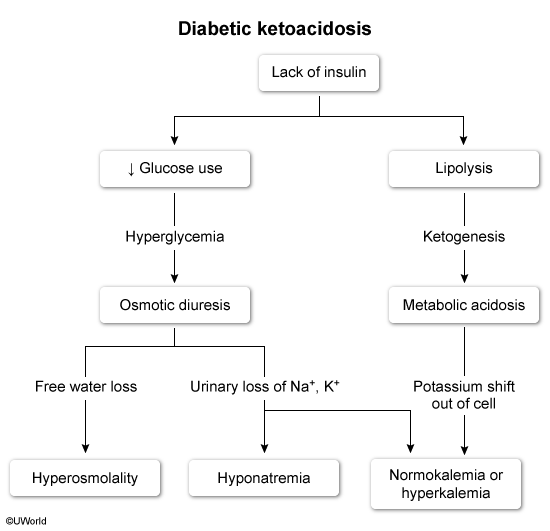 Diabetic ketoacidosis
Lack of insulin
↓ Glucose use
Lipolysis
Hyperglycemia
Ketogenesis
Osmotic diuresis
Metabolic acidosis
Free water loss
Urinary loss of Na⁺, K⁺
Potassium shift
out of cell
Hyperosmolality
Hyponatremia
Normokalemia or
hyperkalemia
©UWorld